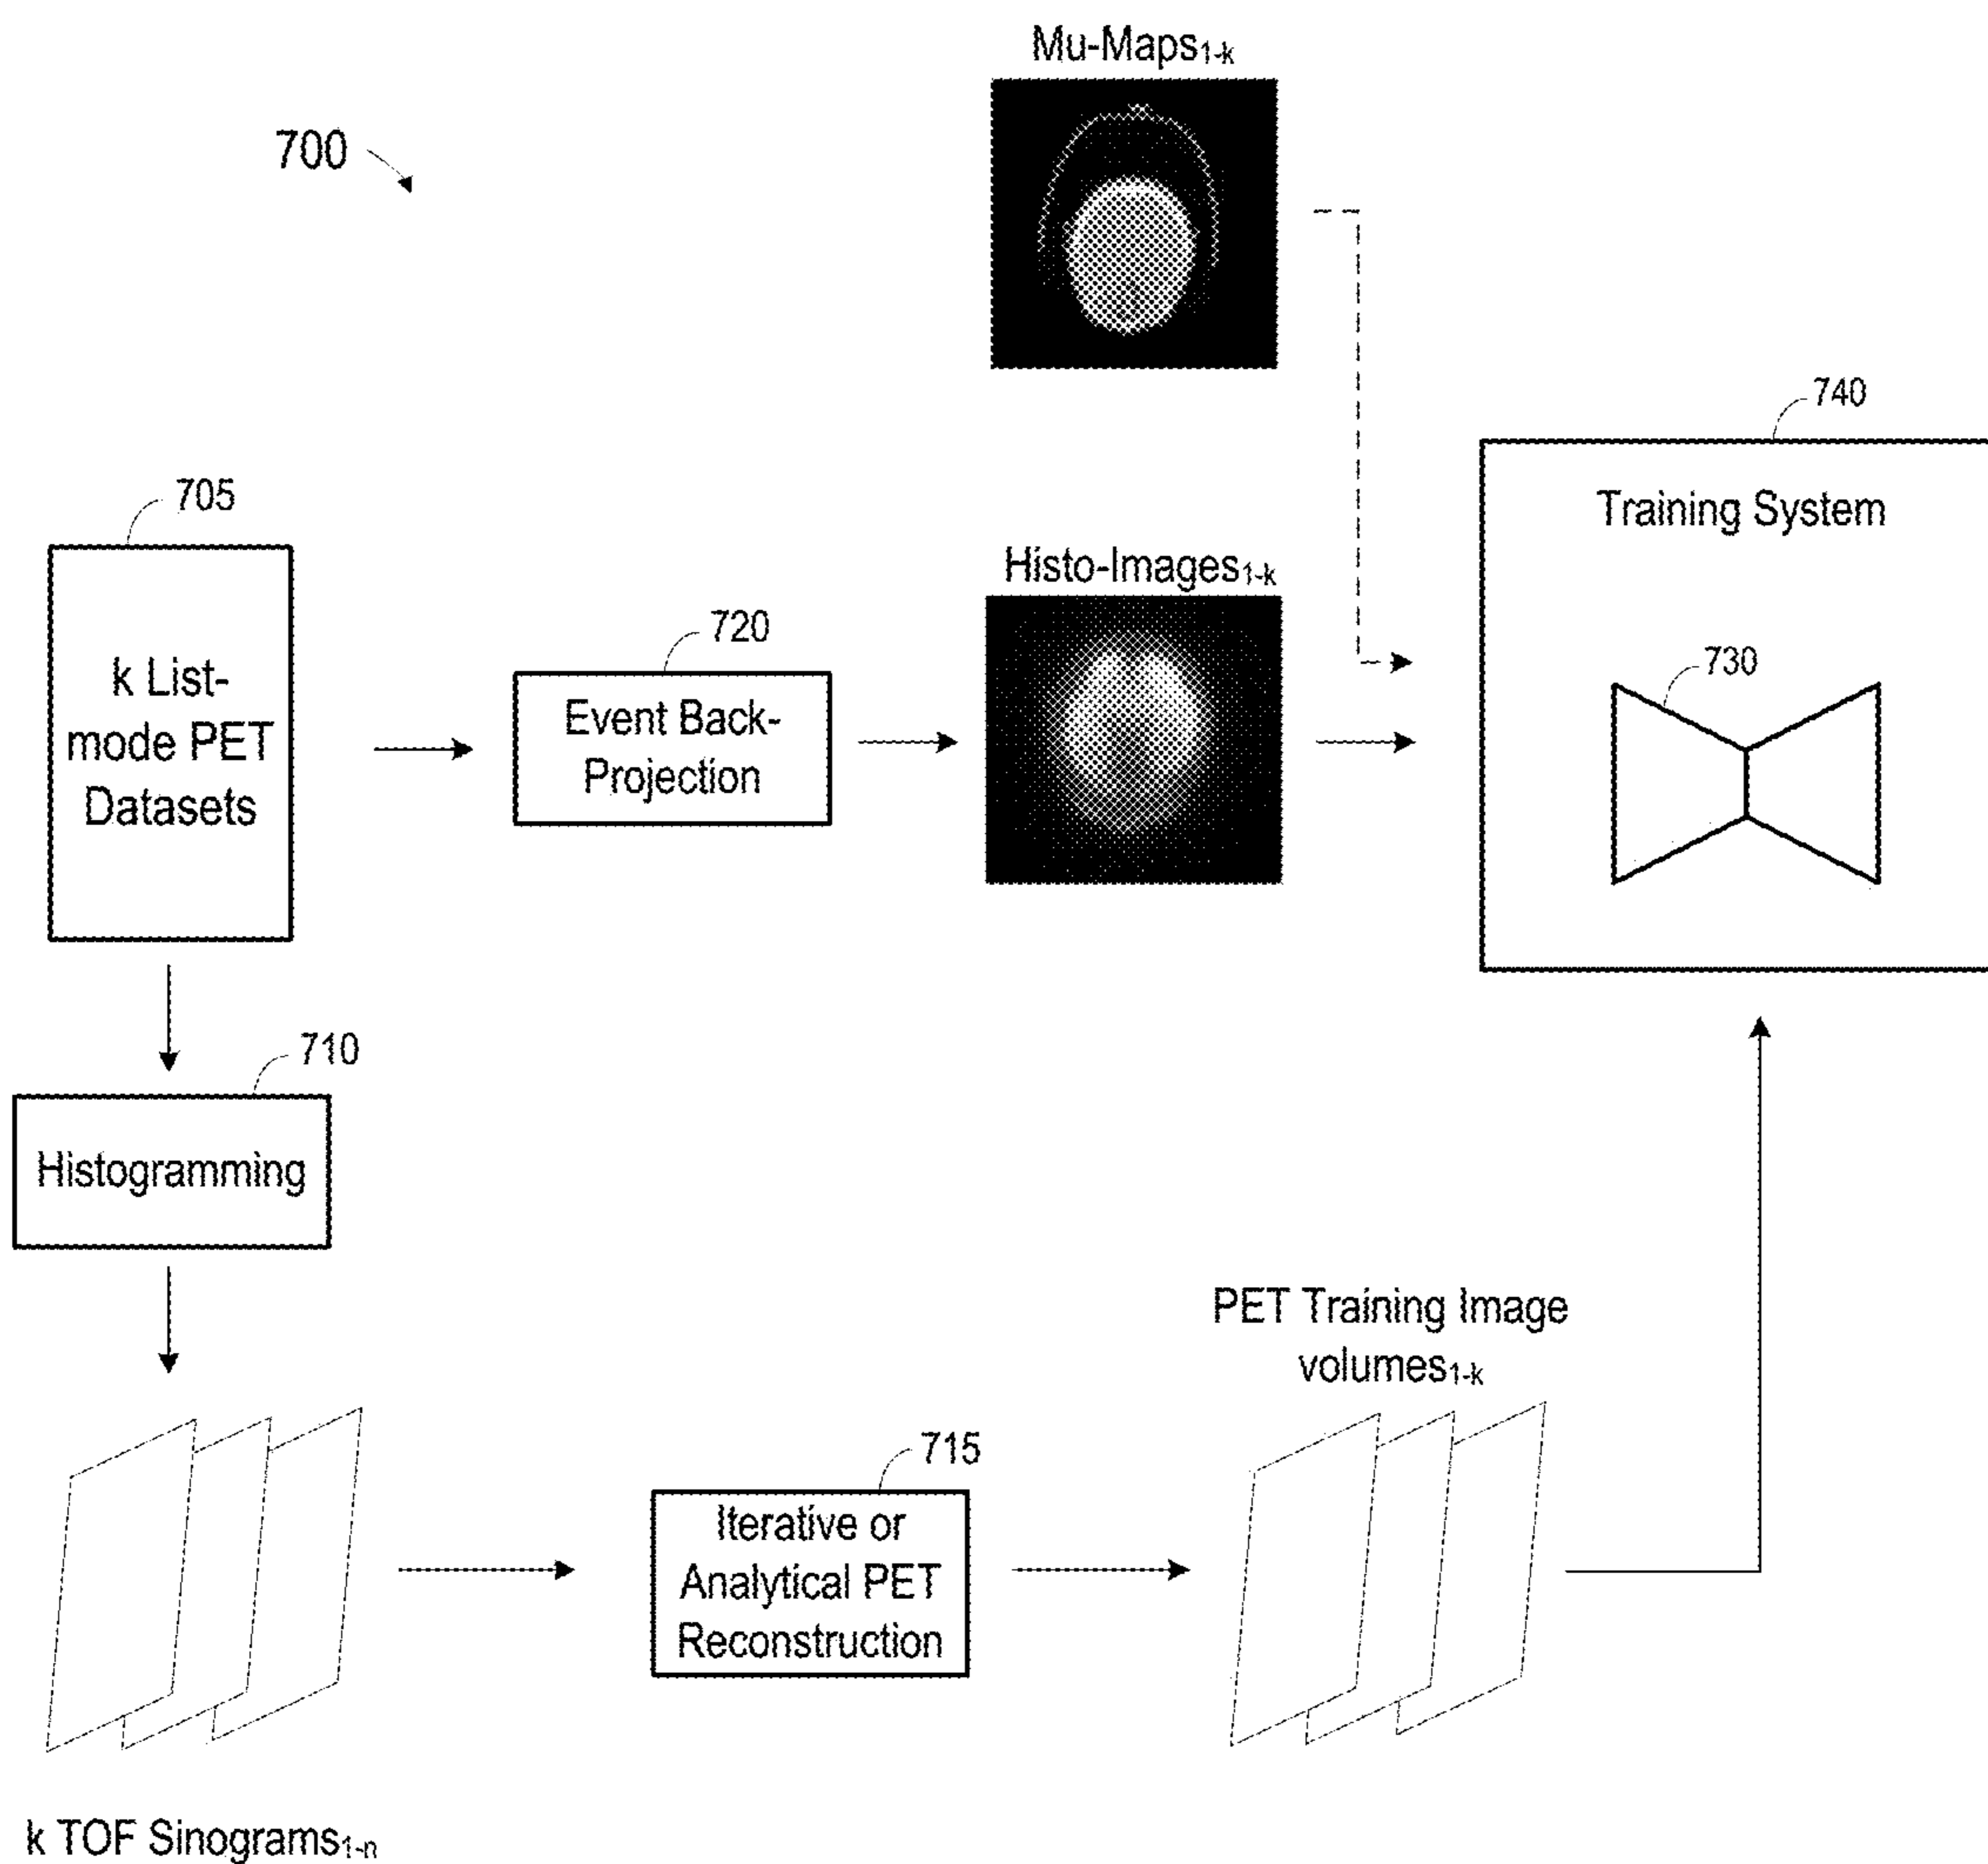 Mu-Maps1-k
700
740
Training System
705
Histo-Images1-k
720
730
k List-
mode PET
Datasets
Event Back-
Projection
710
Histogramming
PET Training Image
volumes1-k
715
Iterative or
Analytical PET
Reconstruction
k TOF Sinograms1-n